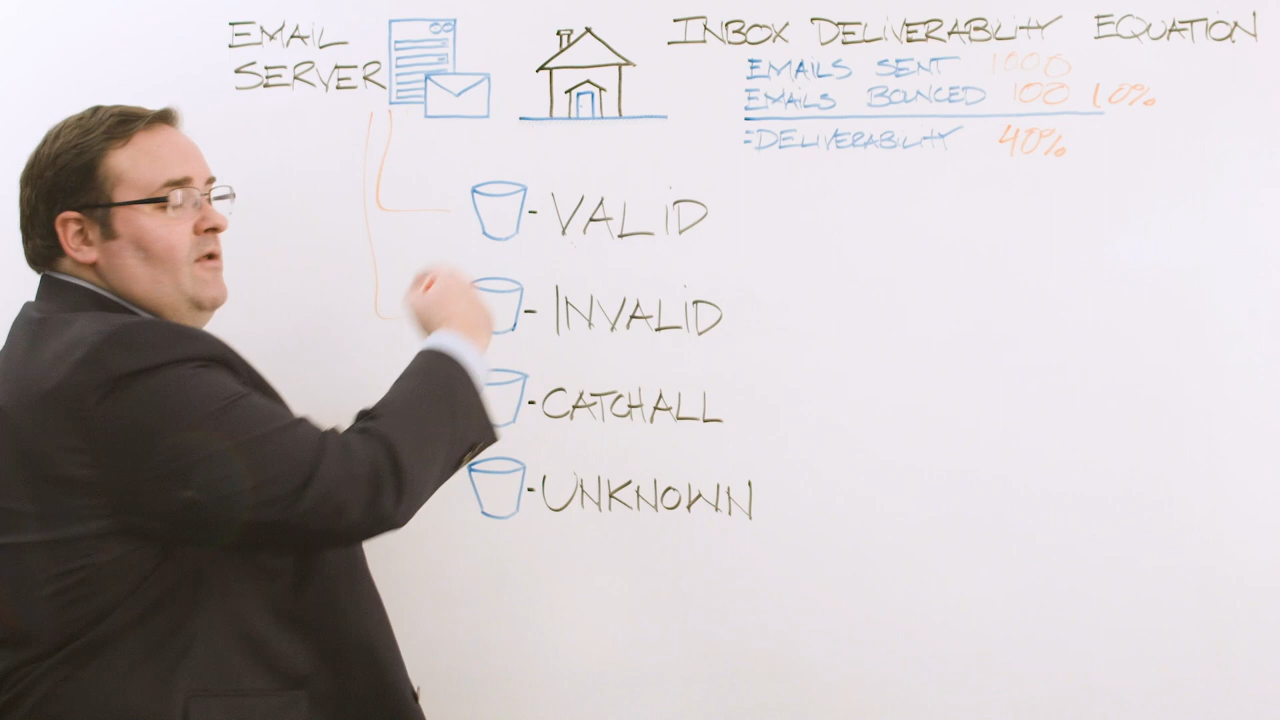 EMAIL
SERVER
INBOX DELIVERABILITY EQUATION
EMAILS SENT 1000
EMAILS BOUNCED 100 10%
=DELIVERABILITY 40%
-VALID
-INVALID
-CATCHALL
-UNKNOWN